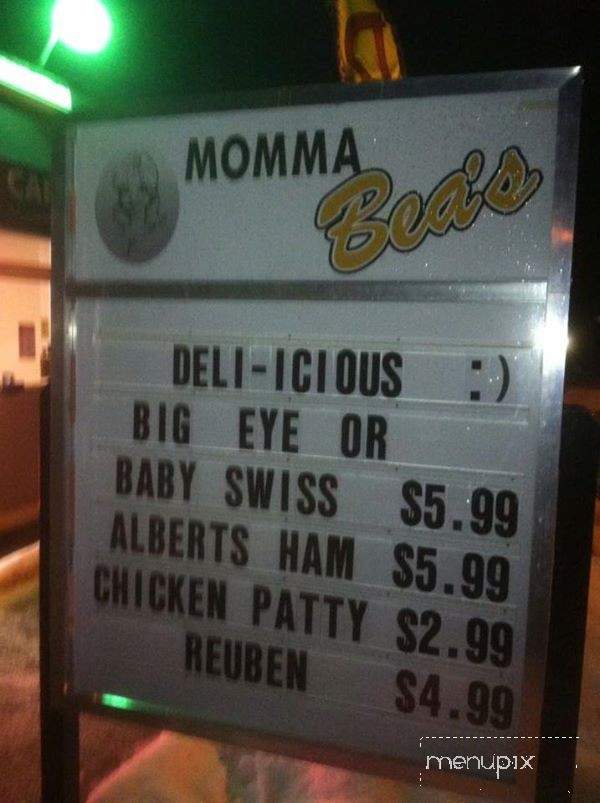 MOMMA
Bea's
DELI-ICIOUS :)
BIG EYE OR
BABY SWISS $5.99
ALBERTS HAM $5.99
CHICKEN PATTY $2.99
REUBEN $4.99
menupix